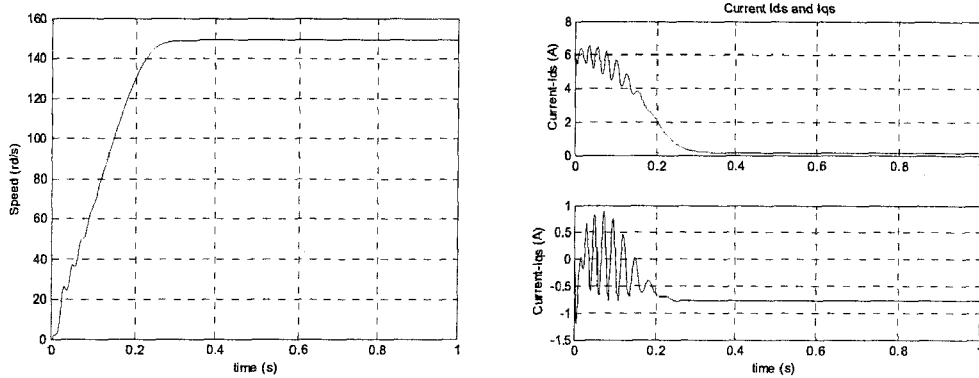 160
140
120
100
80
60
40
20
0
Speed (rd/s)
0 0.2 0.4 0.6 0.8 1
time (s)
Current Ids and Iqs
8
6
4
2
0
Current-Ids (A)
0 0.2 0.4 0.6 0.8 1
1
0.5
0
-0.5
-1
-1.5
Current-Iqs (A)
0 0.2 0.4 0.6 0.8 1
time (s)